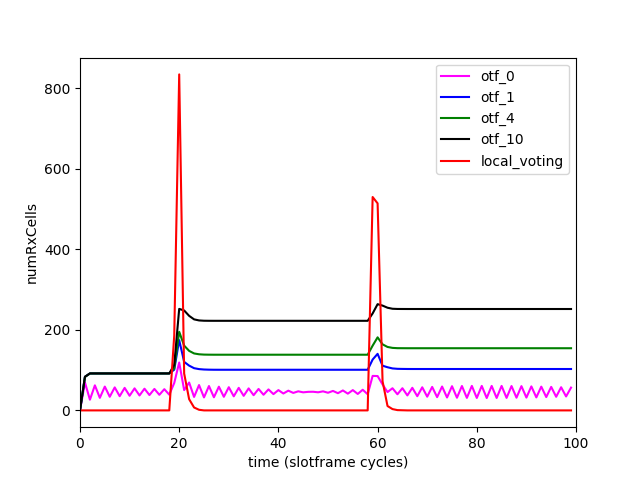 800
600
400
200
0
numRxCells
0 20 40 60 80 100
time (slotframe cycles)
otf_0
otf_1
otf_4
otf_10
local_voting